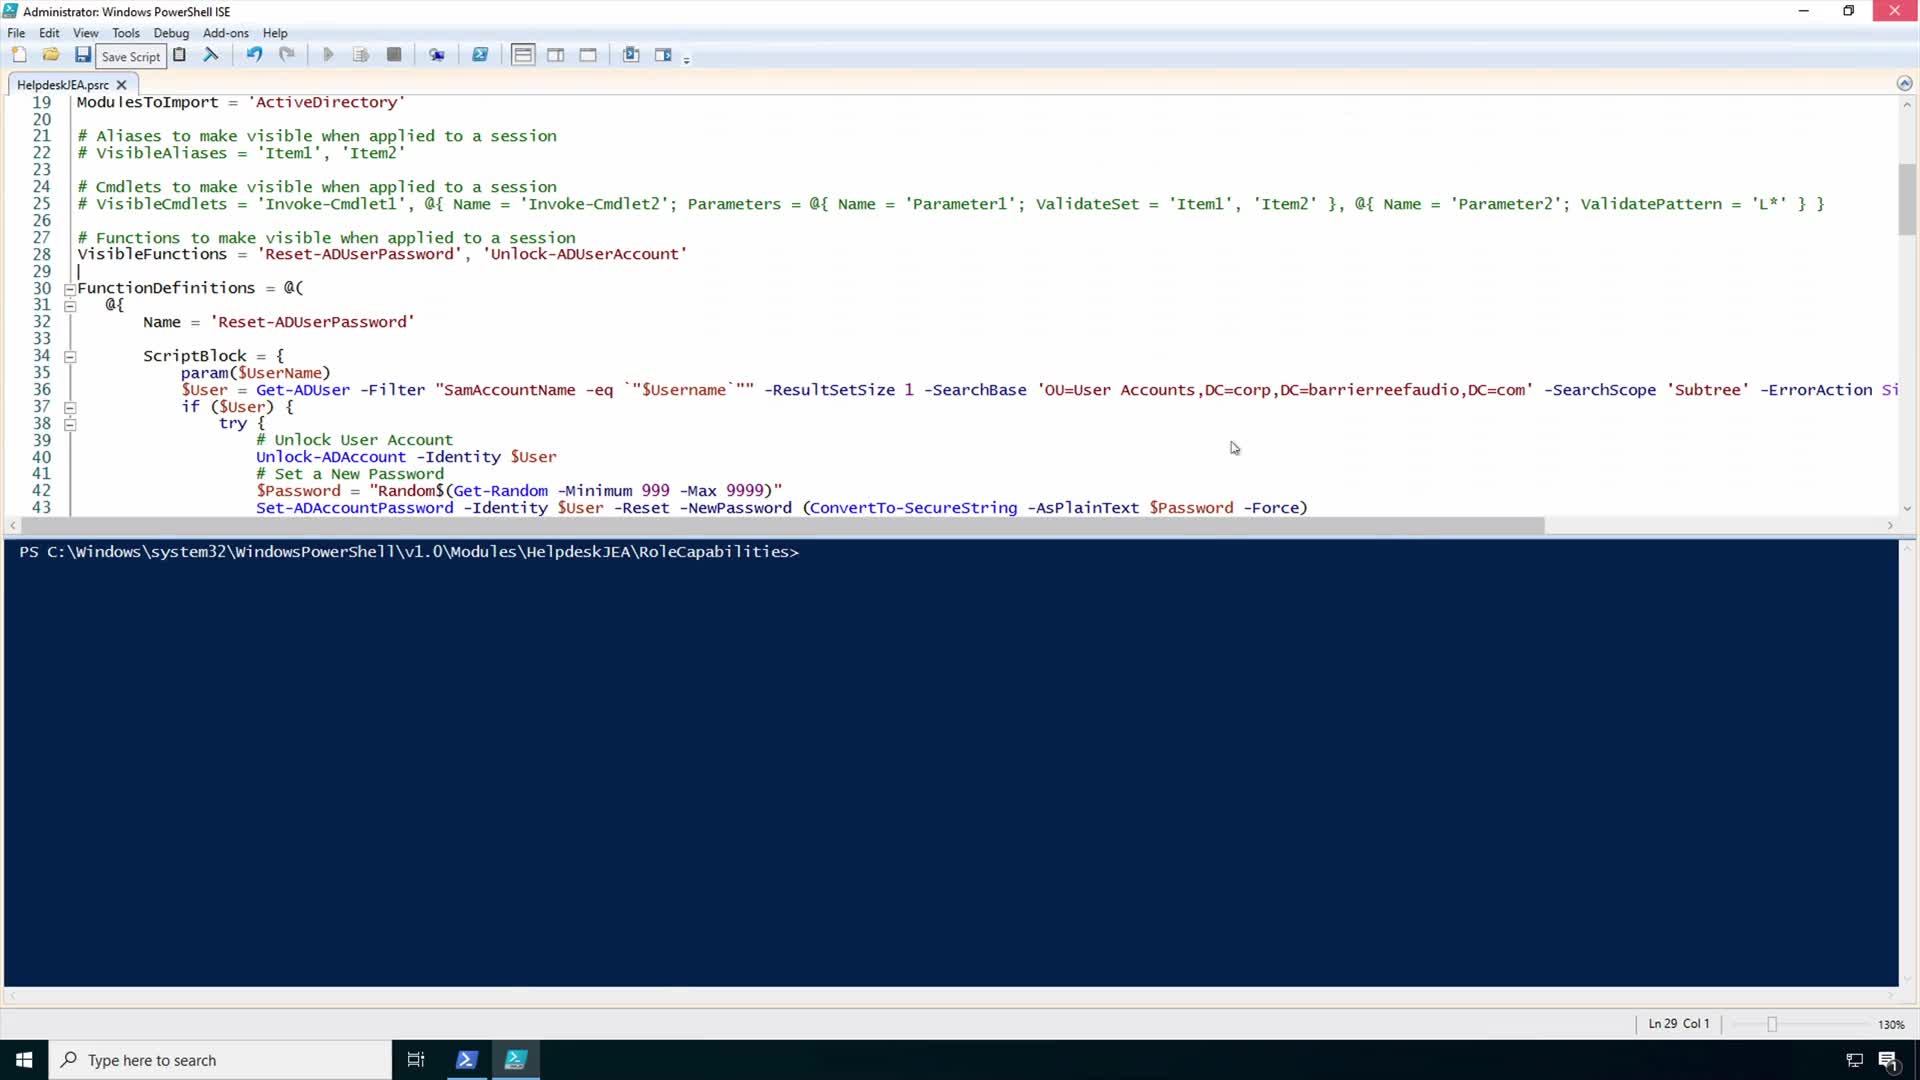 Administrator: Windows PowerShell ISE
File Edit View Tools Debug Add-ons Help
Save Script
HelpdeskJEA.psrc
19 ModulesToImport = 'ActiveDirectory'
20
21 # Aliases to make visible when applied to a session
22 # VisibleAliases = 'Item1', 'Item2'
23
24 # Cmdlets to make visible when applied to a session
25 # VisibleCmdlets = 'Invoke-Cmdlet1', @{ Name = 'Invoke-Cmdlet2'; Parameters = @{ Name = 'Parameter1'; ValidateSet = 'Item1', 'Item2' }, @{ Name = 'Parameter2'; ValidatePattern = 'L*' } }
26
27 # Functions to make visible when applied to a session
28 VisibleFunctions = 'Reset-ADUserPassword', 'Unlock-ADUserAccount'
29
30 FunctionDefinitions = @(
31 @{
32 Name = 'Reset-ADUserPassword'
33
34 ScriptBlock = {
35 param($UserName)
36 $User = Get-ADUser -Filter "SamAccountName -eq `"$Username`"" -ResultSetSize 1 -SearchBase 'OU=User Accounts,DC=corp,DC=barrierreefaudio,DC=com' -SearchScope 'Subtree' -ErrorAction Si
37 if ($User) {
38 try {
39 # Unlock User Account
40 Unlock-ADAccount -Identity $User
41 # Set a New Password
42 $Password = "Random$(Get-Random -Minimum 999 -Max 9999)"
43 Set-ADAccountPassword -Identity $User -Reset -NewPassword (ConvertTo-SecureString -AsPlainText $Password -Force)
PS C:\Windows\system32\WindowsPowerShell\v1.0\Modules\HelpdeskJEA\RoleCapabilities>
Ln 29 Col 1
130%
Type here to search
1